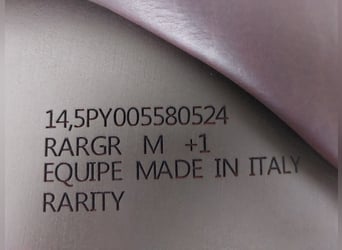 14,5PY005580524
RARGR M +1
EQUIPE MADE IN ITALY
RARITY